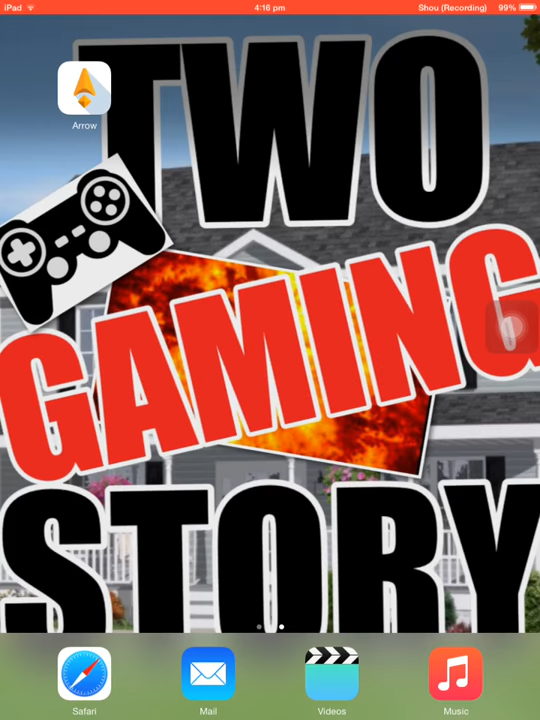 iPad 4:16 pm Shou (Recording) 99%
TWO
Arrow
GAMING
STORY
Safari Mail Videos Music